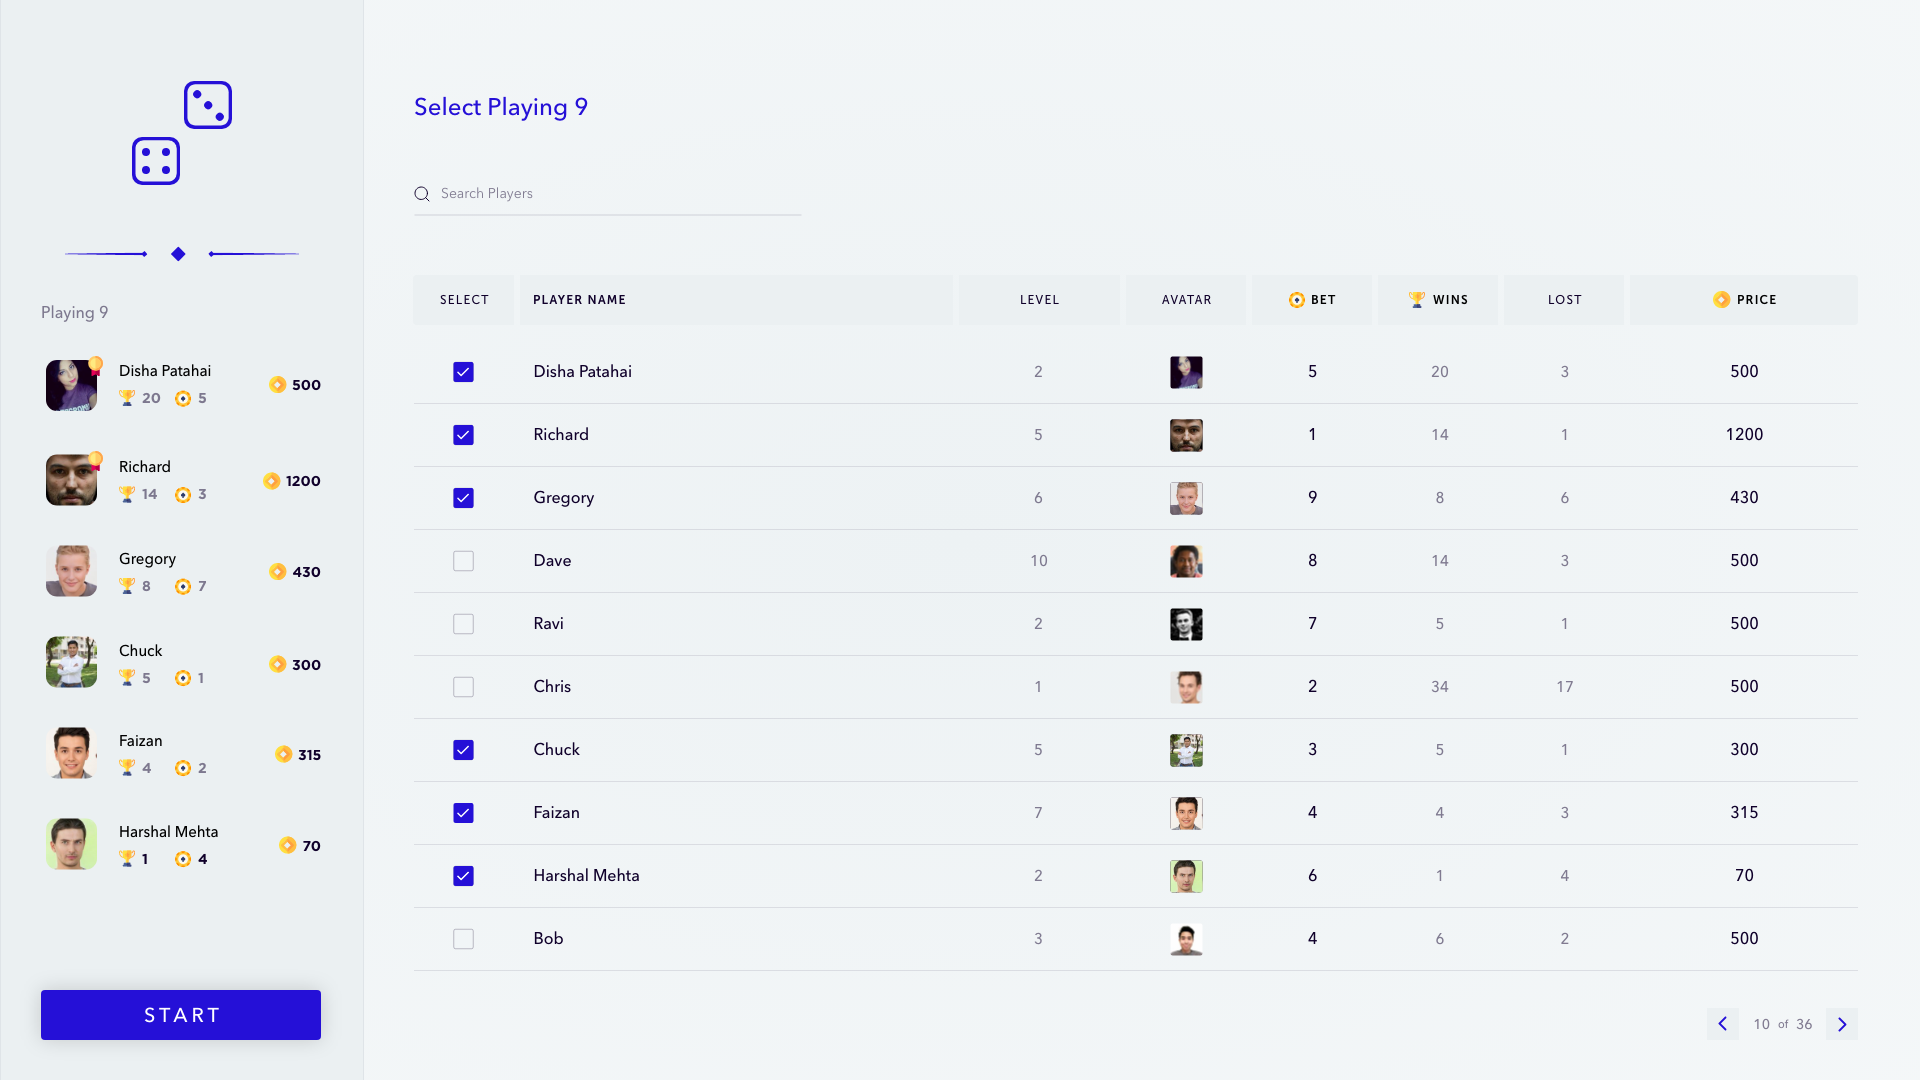 Playing 9
Disha Patahai
20 5
500
Richard
14 3
1200
Gregory
8 7
430
Chuck
5 1
300
Faizan
4 2
315
Harshal Mehta
1 4
70
START
Select Playing 9
Search Players
SELECT PLAYER NAME LEVEL AVATAR BET WINS LOST PRICE
Disha Patahai 2 5 20 3 500
Richard 5 1 14 1 1200
Gregory 6 9 8 6 430
Dave 10 8 14 3 500
Ravi 2 7 5 1 500
Chris 1 2 34 17 500
Chuck 5 3 5 1 300
Faizan 7 4 4 3 315
Harshal Mehta 2 6 1 4 70
Bob 3 4 6 2 500
10 of 36